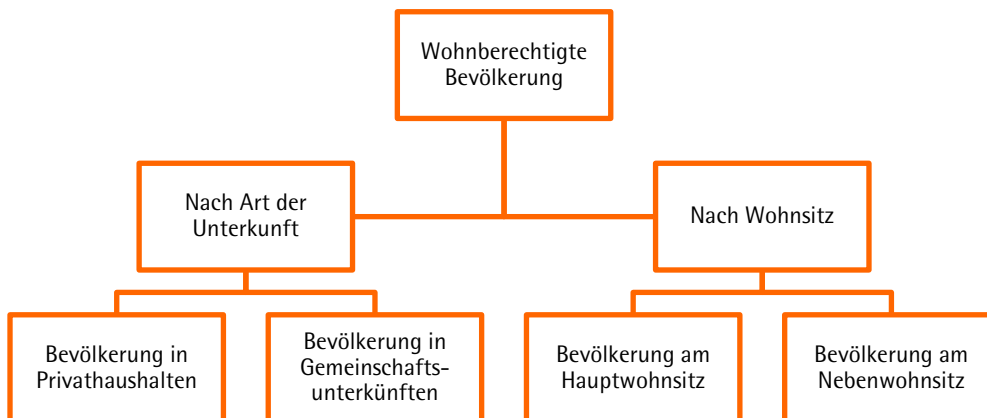 Wohnberechtigte
Bevölkerung
Nach Art der
Unterkunft
Nach Wohnsitz
Bevölkerung in
Privathaushalten
Bevölkerung in
Gemeinschafts-
unterkünften
Bevölkerung am
Hauptwohnsitz
Bevölkerung am
Nebenwohnsitz